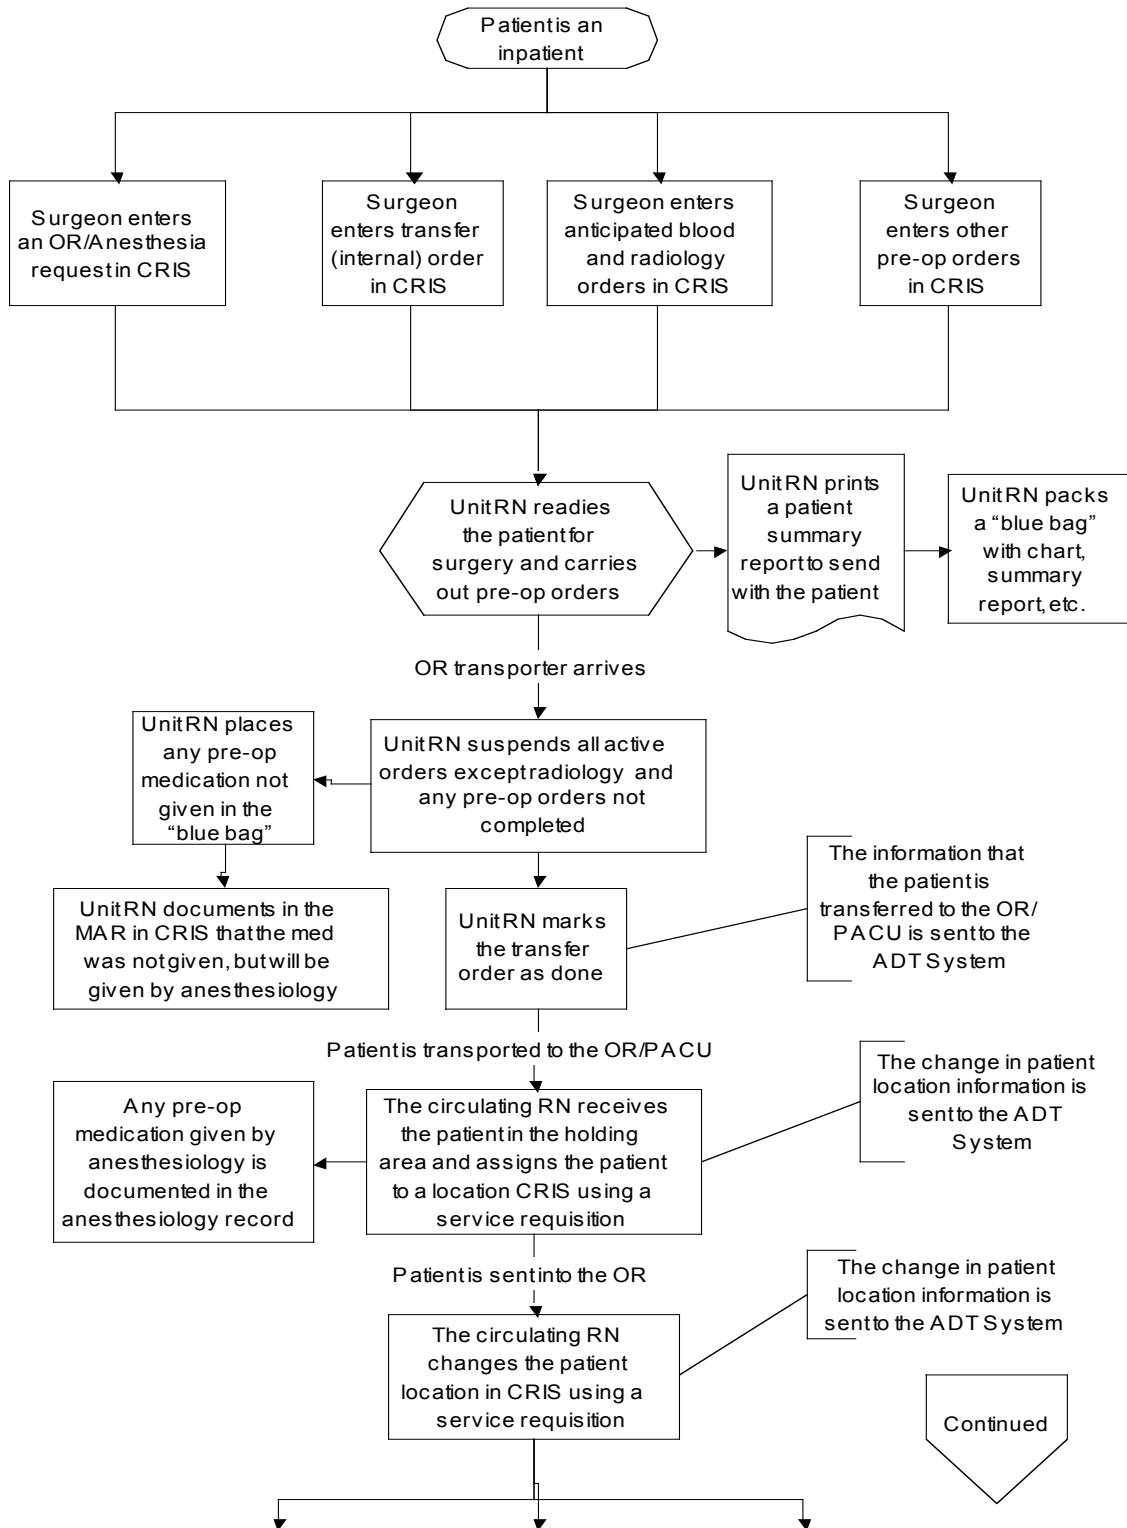 Patient is an
inpatient
Surgeon enters
an OR/Anesthesia
request in CRIS
Surgeon
enters transfer
(internal) order
in CRIS
Surgeon enters
anticipated blood
and radiology
orders in CRIS
Surgeon
enters other
pre-op orders
in CRIS
Unit RN readies
the patient for
surgery and carries
out pre-op orders
Unit RN prints
a patient
summary
report to send
with the patient
Unit RN packs
a “blue bag”
with chart,
summary
report, etc.
OR transporter arrives
Unit RN places
any pre-op
medication not
given in the
“blue bag”
Unit RN suspends all active
orders except radiology and
any pre-op orders not
completed
Unit RN documents in the
MAR in CRIS that the med
was not given, but will be
given by anesthesiology
Unit RN marks
the transfer
order as done
The information that
the patient is
transferred to the OR/
PACU is sent to the
ADT System
Patient is transported to the OR/PACU
Any pre-op
medication given by
anesthesiology is
documented in the
anesthesiology record
The circulating RN receives
the patient in the holding
area and assigns the patient
to a location CRIS using a
service requisition
The change in patient
location information is
sent to the ADT
System
Patient is sent into the OR
The circulating RN
changes the patient
location in CRIS using a
service requisition
The change in patient
location information is
sent to the ADT System
Continued